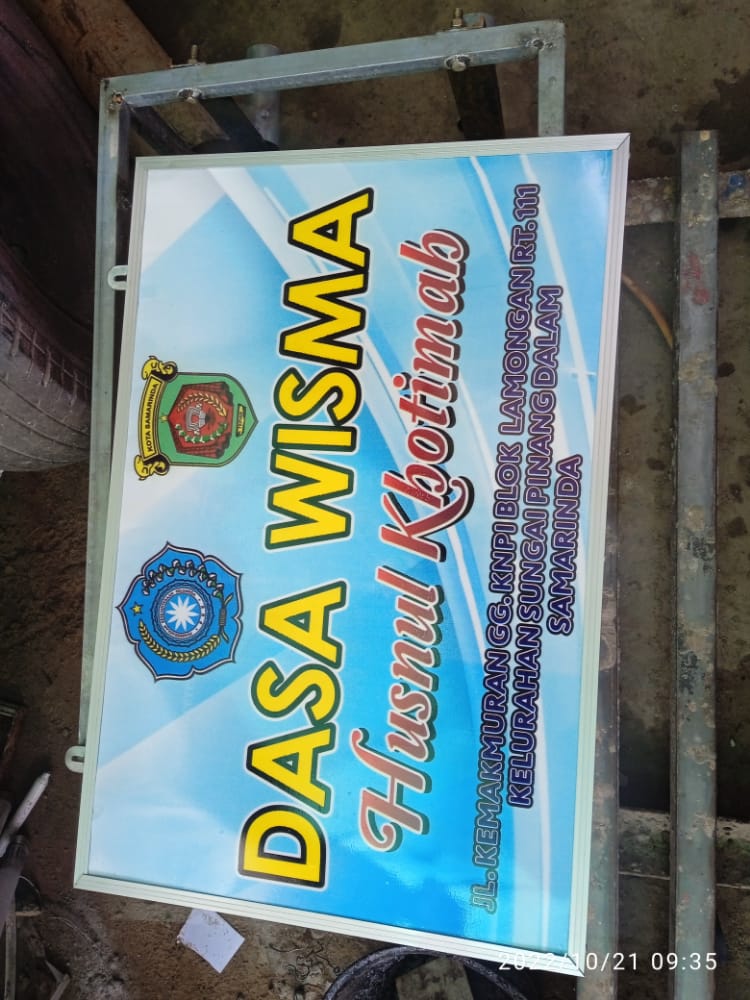 KOTA SAMARINDA
DASA WISMA
Husnul Khotimah
JL. KEMAKMURAN GG. KNPI BLOK LAMONGAN RT. 111
KELURAHAN SUNGAI PINANG DALAM
SAMARINDA
2022/10/21 09:35